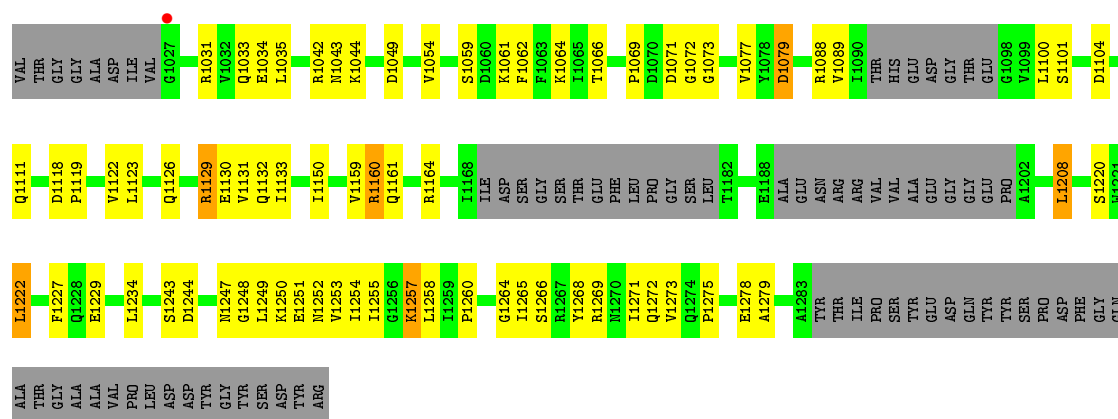 VAL THR GLY GLY ALA ASP ILE VAL G1027 R1031 V1032 Q1033 E1034 L1035 R1042 N1043 K1044 D1049 V1054 S1059 D1060 K1061 F1062 F1063 K1064 I1065 T1066 P1069 D1070 D1071 G1072 G1073 V1077 Y1078 D1079 R1088 V1089 I1090 THR HIS GLU ASP GLY THR GLU G1098 V1099 L1100 S1101 D1104
Q1111 D1118 P1119 V1122 L1123 Q1126 R1129 E1130 V1131 Q1132 I1133 I1150 V1159 R1160 Q1161 R1164 I1168 ILE ASP SER GLY SER THR GLU PHE LEU PRO GLY SER LEU T1182 E1188 ALA GLU ASN ARG ARG VAL VAL ALA GLU GLY GLY GLU PRO A1202 L1208 S1220 W1221
L1222 F1227 Q1228 E1229 L1234 S1243 D1244 N1247 G1248 L1249 K1250 E1251 N1252 V1253 I1254 I1255 G1256 K1257 L1258 I1259 P1260 G1264 I1265 S1266 R1267 Y1268 R1269 N1270 I1271 Q1272 V1273 Q1274 P1275 E1278 A1279 A1283 TYR THR ILE PRO SER TYR GLU ASP GLN TYR TYR SER PRO ASP PHE GLY GLN
ALA THR GLY ALA ALA VAL PRO LEU ASP ASP TYR GLY TYR SER ASP TYR ARG